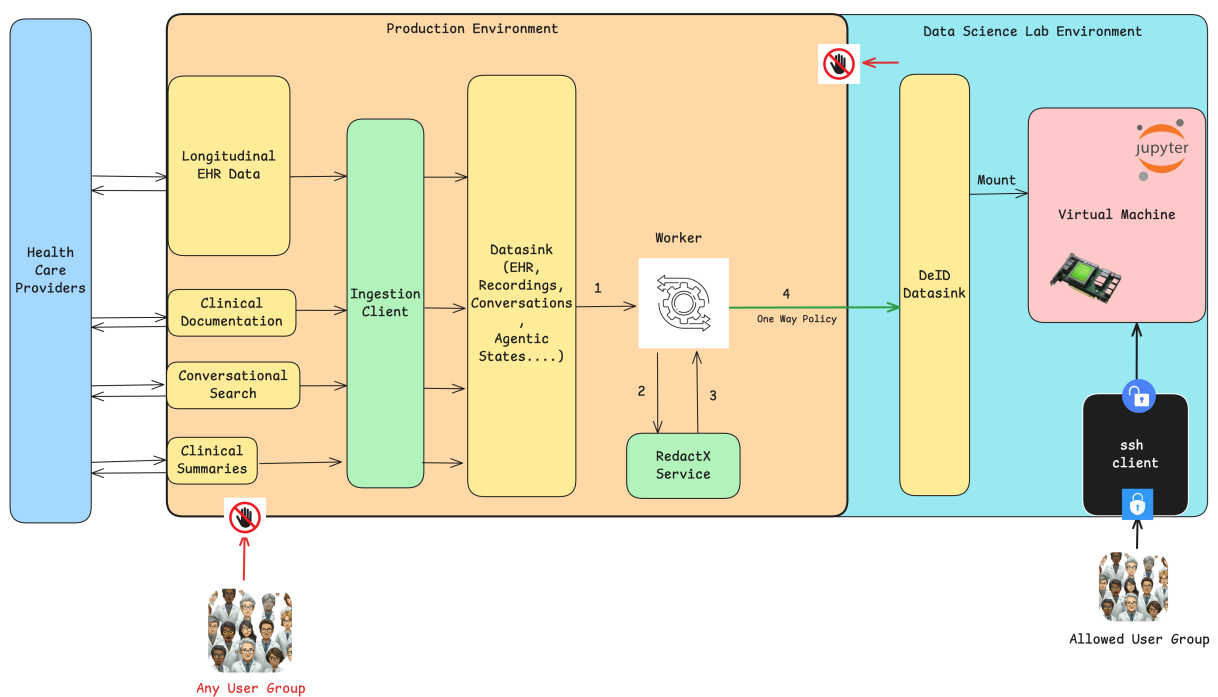 Production Environment
Data Science Lab Environment
Health
Care
Providers
Longitudinal
EHR Data
Clinical
Documentation
Conversational
Search
Clinical
Summaries
Ingestion
Client
Datasink
(EHR,
Recordings,
Conversations
,
Agentic
States....)
1
Worker
2
3
RedactX
Service
4
One Way Policy
DeID
Datasink
Mount
jupyter
Virtual Machine
ssh
client
Any User Group
Allowed User Group